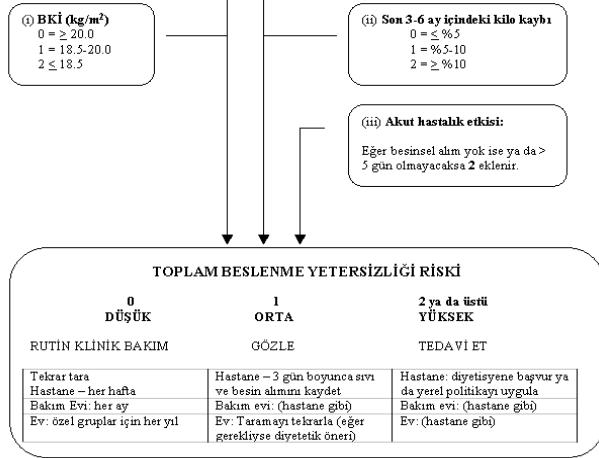 (i) BKİ (kg/m²)
0 = ≥ 20.0
1 = 18.5-20.0
2 ≤ 18.5
(ii) Son 3-6 ay içindeki kilo kaybı
0 = ≤ %5
1 = %5-10
2 = ≥ %10
(iii) Akut hastalık etkisi:
Eğer besinsel alım yok ise ya da >
5 gün olmayacaksa 2 eklenir.
TOPLAM BESLENME YETERSİZLİĞİ RİSKİ
0 1 2 ya da üstü
DÜŞÜK ORTA YÜKSEK
RUTİN KLİNİK BAKIM GÖZLE TEDAVİ ET
Tekrar tara
Hastane – her hafta
Bakım Evi: her ay
Ev: özel gruplar için her yıl
Hastane – 3 gün boyunca sıvı
ve besin alımını kaydet
Bakım evi: (hastane gibi)
Ev: Taramayı tekrarla (eğer
gerekliyse diyetetik öneri)
Hastane: diyetisyene başvur ya
da yerel politikayı uygula
Bakım evi: (hastane gibi)
Ev: (hastane gibi)